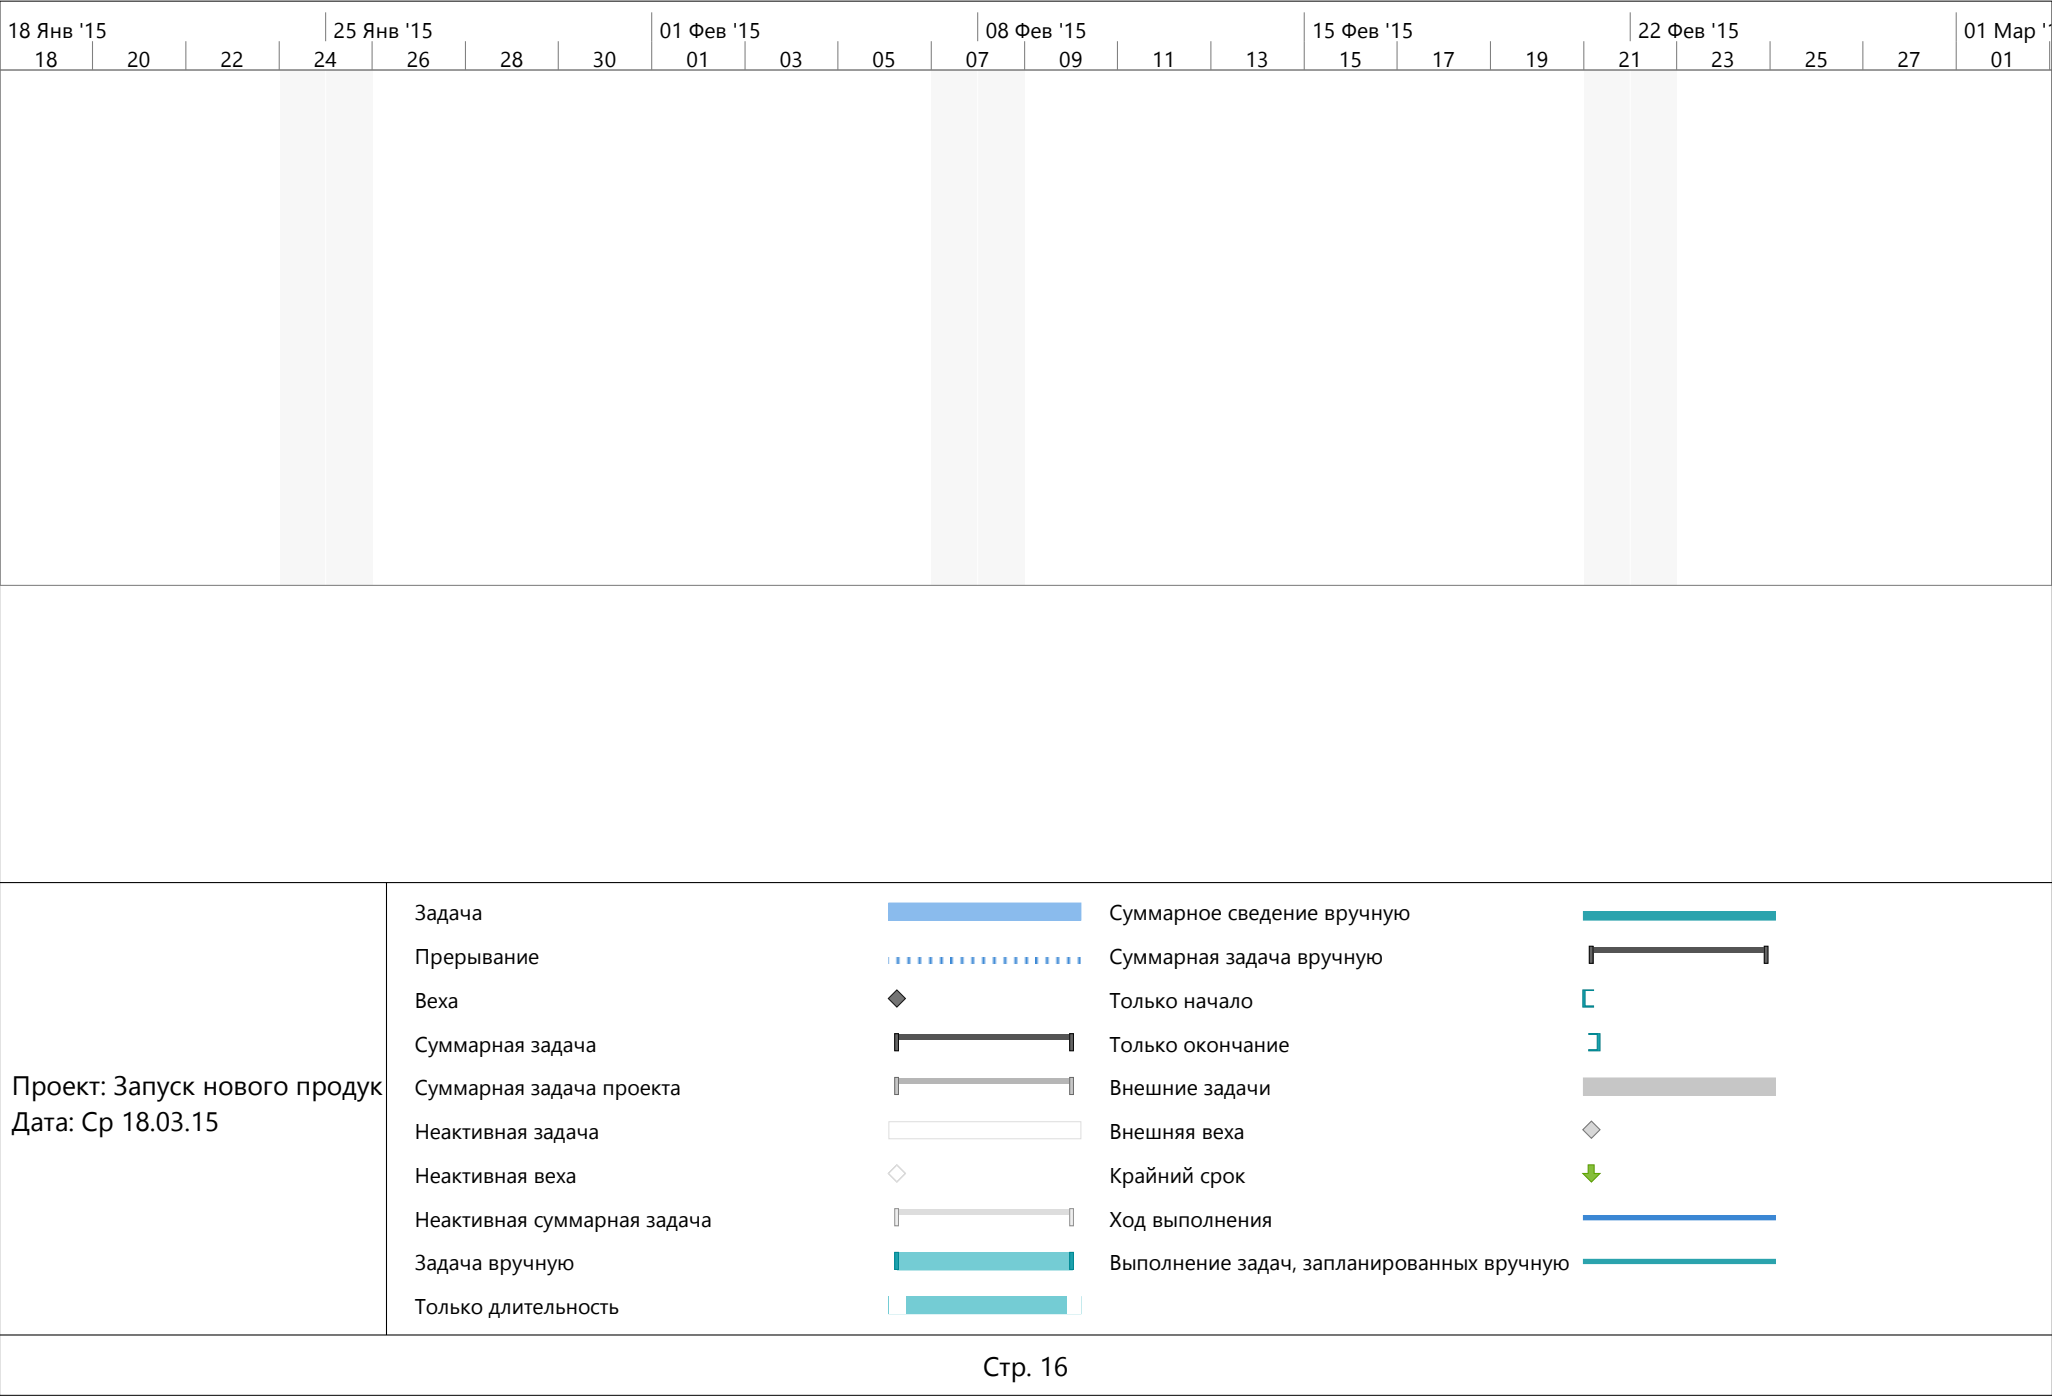 18 Янв '15 25 Янв '15 01 Фев '15 08 Фев '15 15 Фев '15 22 Фев '15 01 Мар '
18 20 22 24 26 28 30 01 03 05 07 09 11 13 15 17 19 21 23 25 27 01
Проект: Запуск нового продук
Дата: Ср 18.03.15
Задача
Прерывание
Веха
Суммарная задача
Суммарная задача проекта
Неактивная задача
Неактивная веха
Неактивная суммарная задача
Задача вручную
Только длительность
Суммарное сведение вручную
Суммарная задача вручную
Только начало
Только окончание
Внешние задачи
Внешняя веха
Крайний срок
Ход выполнения
Выполнение задач, запланированных вручную
Стр. 16